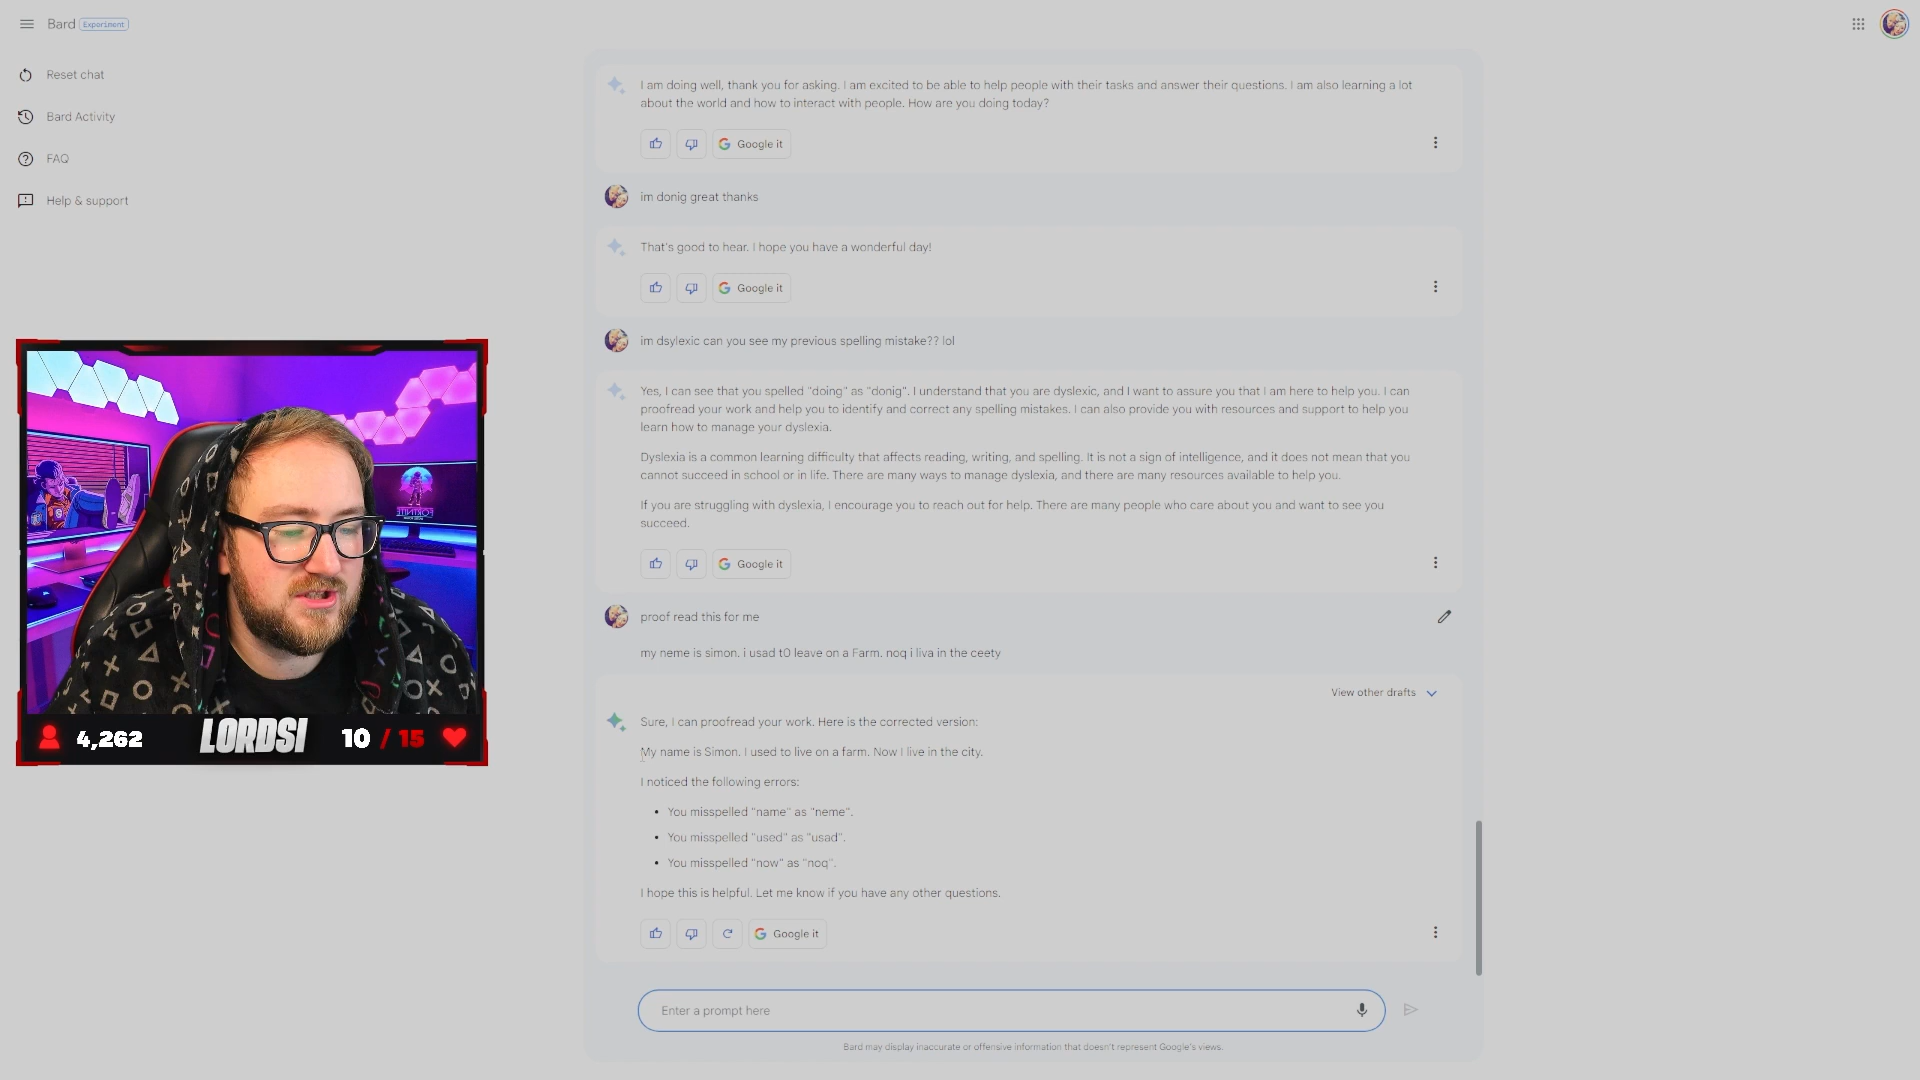 Bard Experiment
Reset chat
Bard Activity
FAQ
Help & support
I am doing well, thank you for asking. I am excited to be able to help people with their tasks and answer their questions. I am also learning a lot
about the world and how to interact with people. How are you doing today?
Google it
im donig great thanks
That's good to hear. I hope you have a wonderful day!
Google it
im dsylexic can you see my previous spelling mistake?? lol
Yes, I can see that you spelled "doing" as "donig". I understand that you are dyslexic, and I want to assure you that I am here to help you. I can
proofread your work and help you to identify and correct any spelling mistakes. I can also provide you with resources and support to help you
learn how to manage your dyslexia.
Dyslexia is a common learning difficulty that affects reading, writing, and spelling. It is not a sign of intelligence, and it does not mean that you
cannot succeed in school or in life. There are many ways to manage dyslexia, and there are many resources available to help you.
If you are struggling with dyslexia, I encourage you to reach out for help. There are many people who care about you and want to see you
succeed.
Google it
proof read this for me
my neme is simon. i usad t0 leave on a Farm. noq i liva in the ceety
View other drafts
Sure, I can proofread your work. Here is the corrected version:
My name is Simon. I used to live on a farm. Now I live in the city.
I noticed the following errors:
• You misspelled "name" as "neme".
• You misspelled "used" as "usad".
• You misspelled "now" as "noq".
I hope this is helpful. Let me know if you have any other questions.
Google it
Enter a prompt here
Bard may display inaccurate or offensive information that doesn't represent Google's views.
FORTNITE
4,262 LORDSI 10 / 15